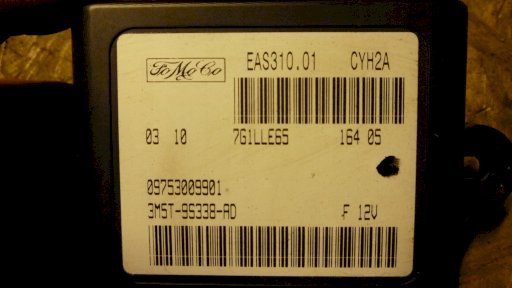 FoMoCo EAS310.01 CYH2A
03 10 7G1LLE65 164 05
09753009901
3M5T-9S338-AD F 12V